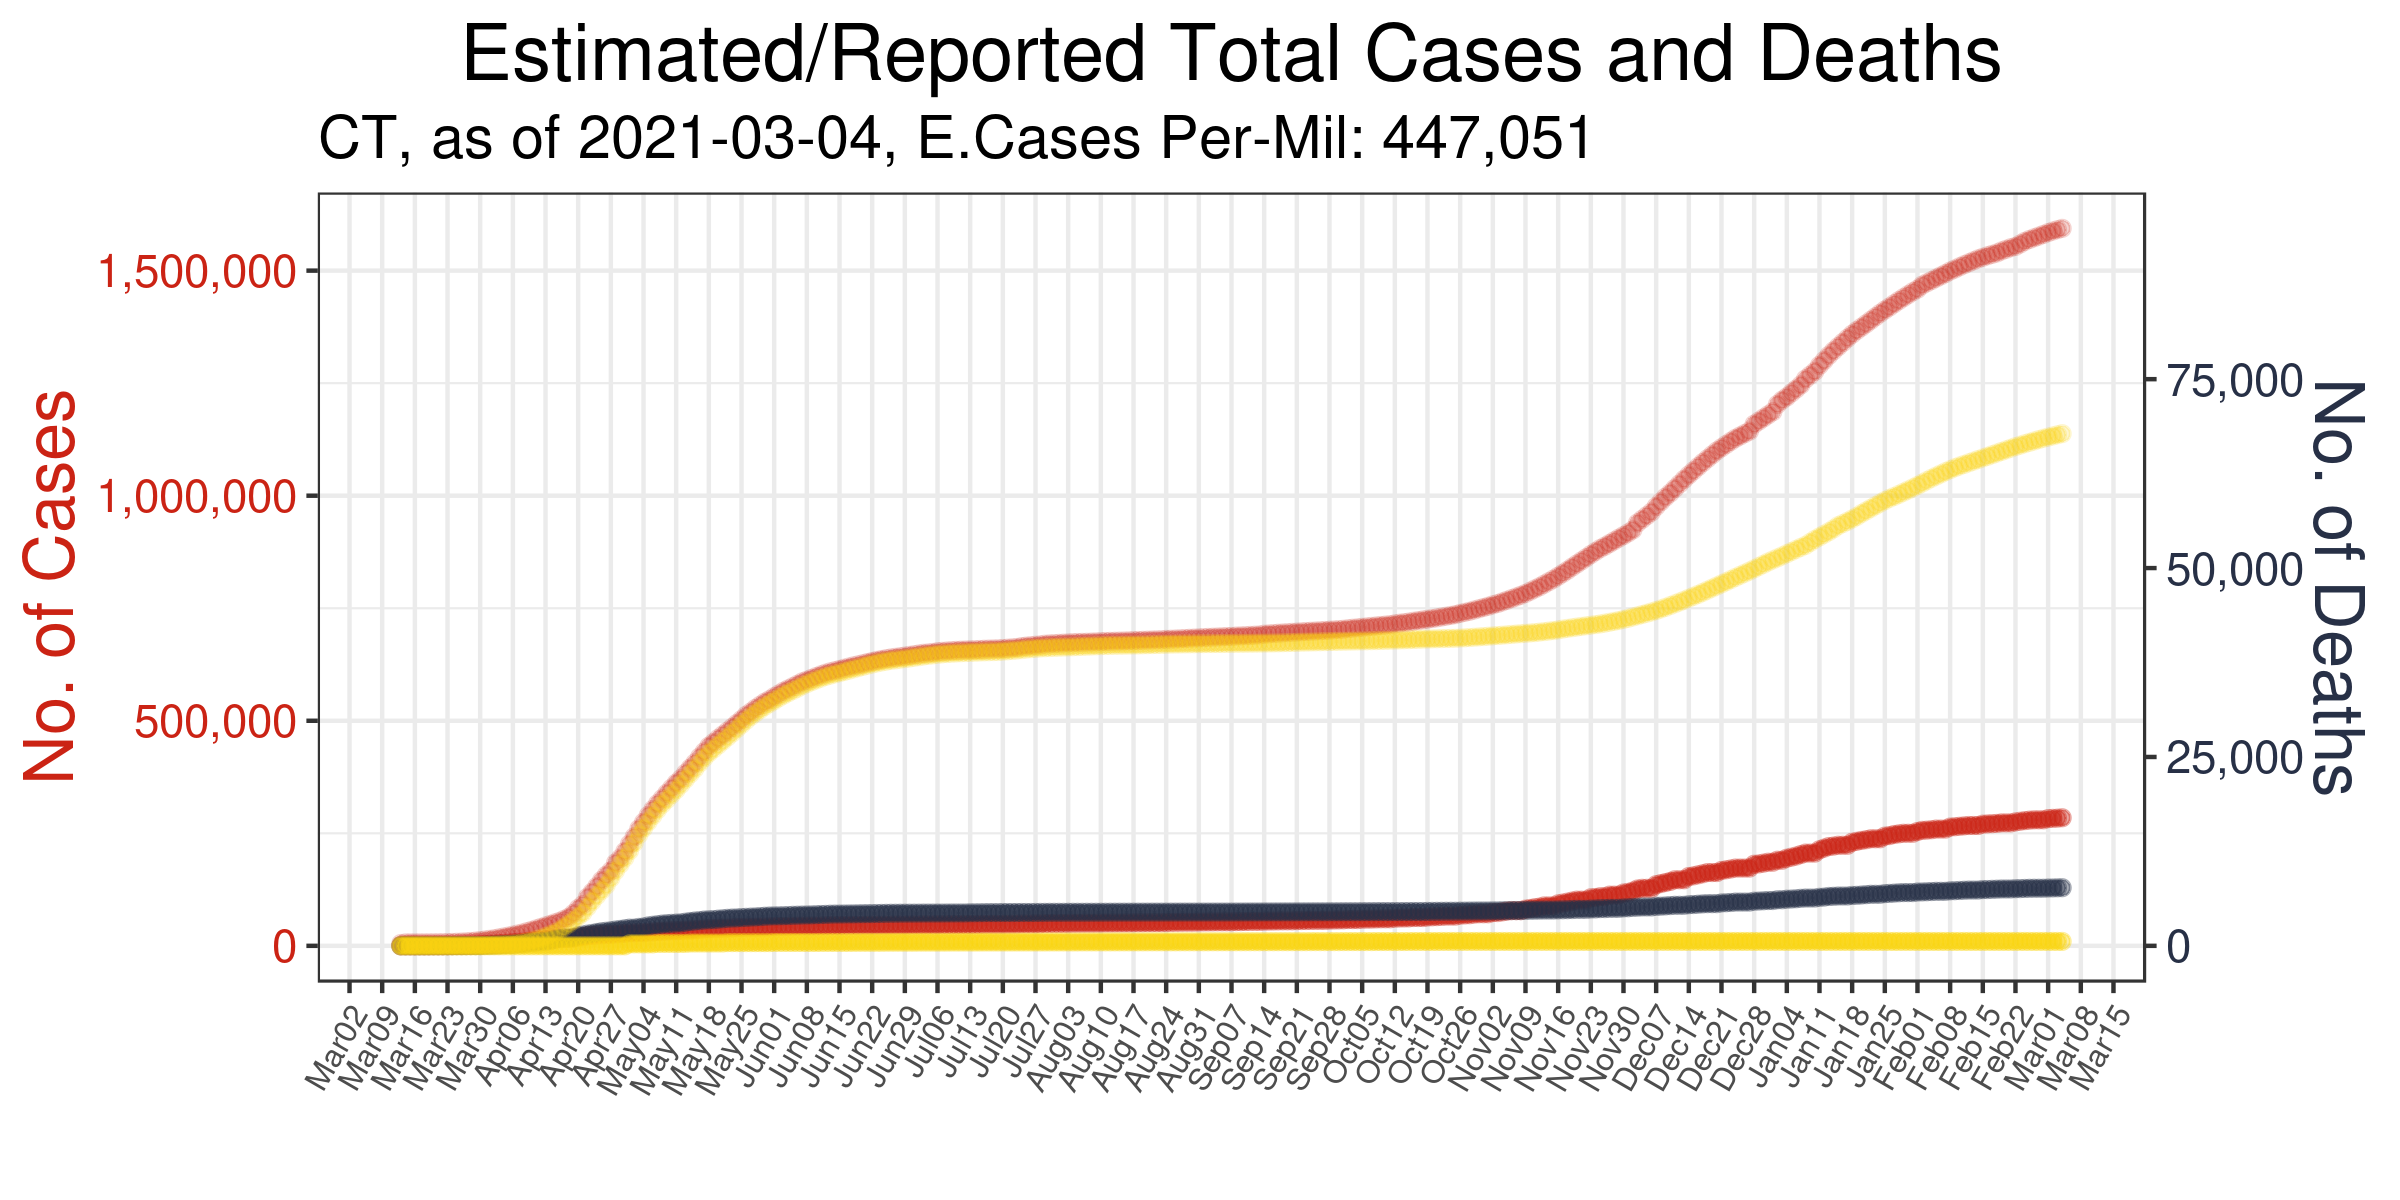 Estimated/Reported Total Cases and Deaths
CT, as of 2021-03-04, E.Cases Per-Mil: 447,051
No. of Cases
1,500,000
1,000,000
500,000
0
75,000
50,000
25,000
0
No. of Deaths
Mar02
Mar09
Mar16
Mar23
Mar30
Apr06
Apr13
Apr20
Apr27
May04
May11
May18
May25
Jun01
Jun08
Jun15
Jun22
Jun29
Jul06
Jul13
Jul20
Jul27
Aug03
Aug10
Aug17
Aug24
Aug31
Sep07
Sep14
Sep21
Sep28
Oct05
Oct12
Oct19
Oct26
Nov02
Nov09
Nov16
Nov23
Nov30
Dec07
Dec14
Dec21
Dec28
Jan04
Jan11
Jan18
Jan25
Feb01
Feb08
Feb15
Feb22
Mar01
Mar08
Mar15